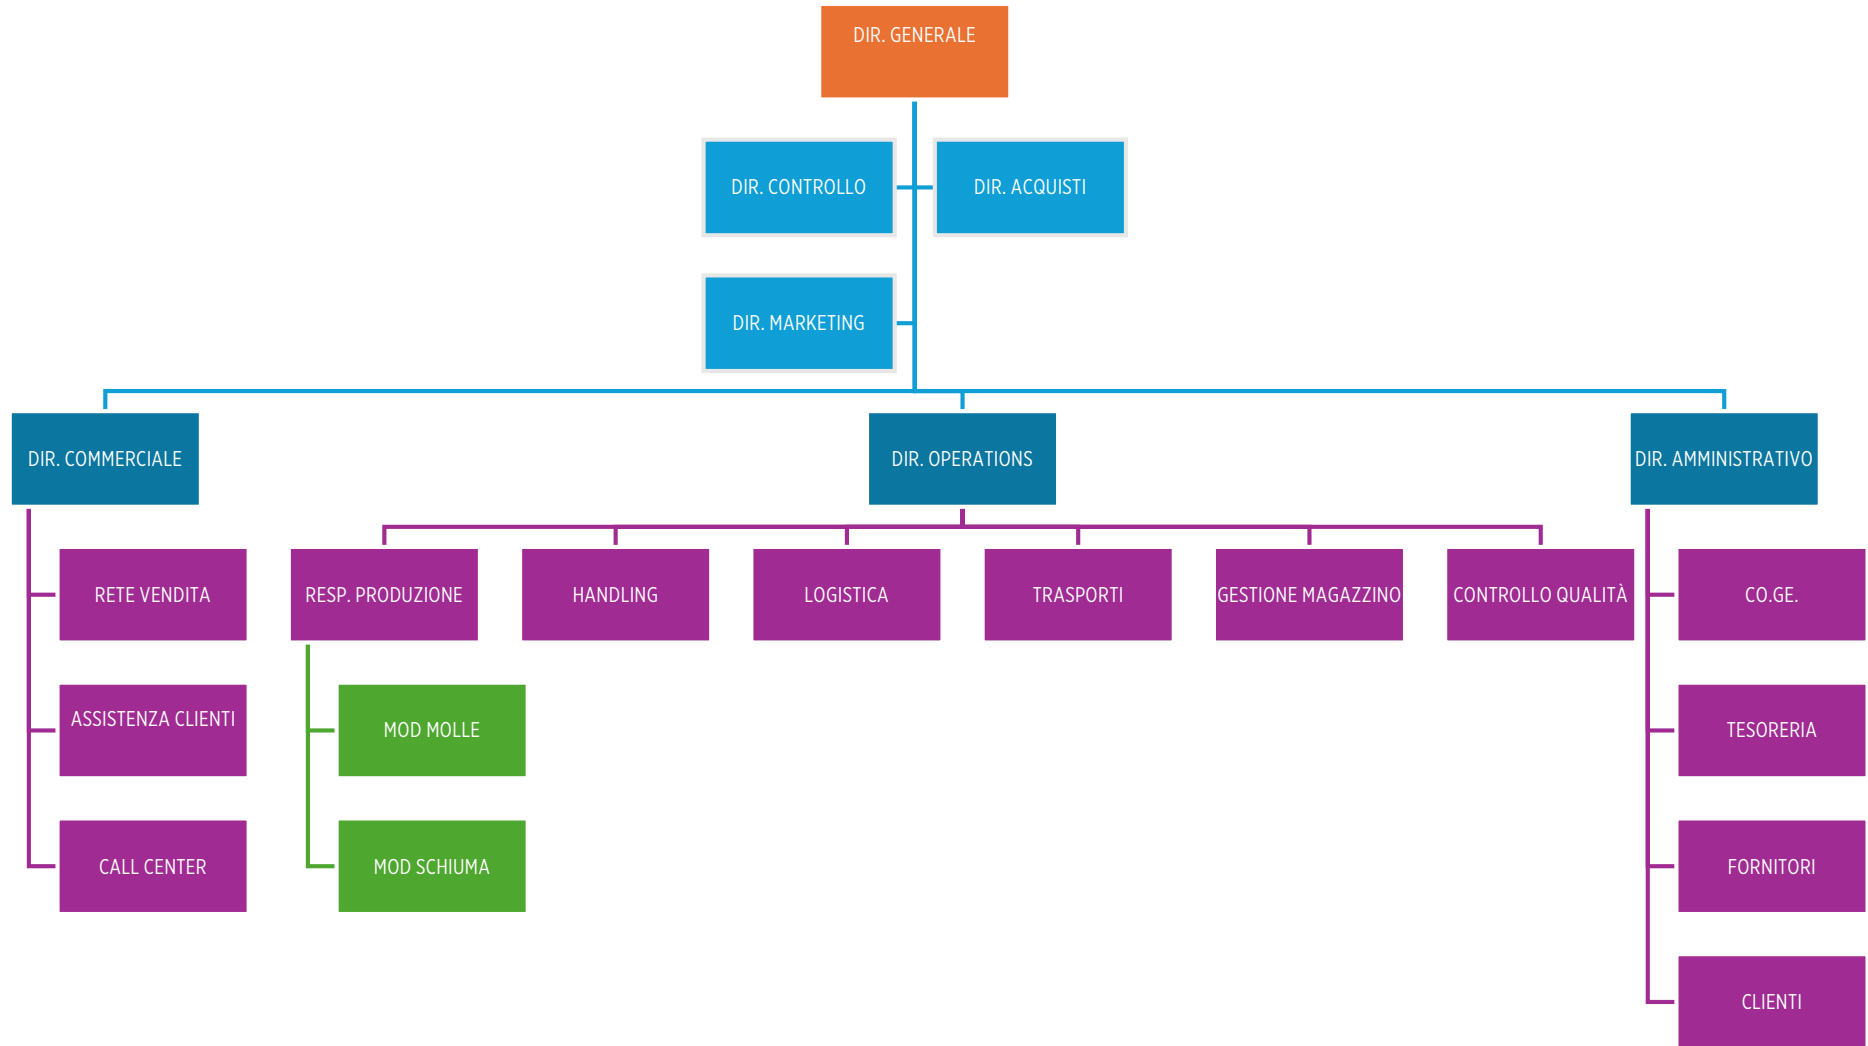 DIR. GENERALE
DIR. CONTROLLO
DIR. ACQUISTI
DIR. MARKETING
DIR. COMMERCIALE
DIR. OPERATIONS
DIR. AMMINISTRATIVO
RETE VENDITA
RESP. PRODUZIONE
HANDLING
LOGISTICA
TRASPORTI
GESTIONE MAGAZZINO
CONTROLLO QUALITÀ
CO.GE.
ASSISTENZA CLIENTI
MOD MOLLE
TESORERIA
CALL CENTER
MOD SCHIUMA
FORNITORI
CLIENTI